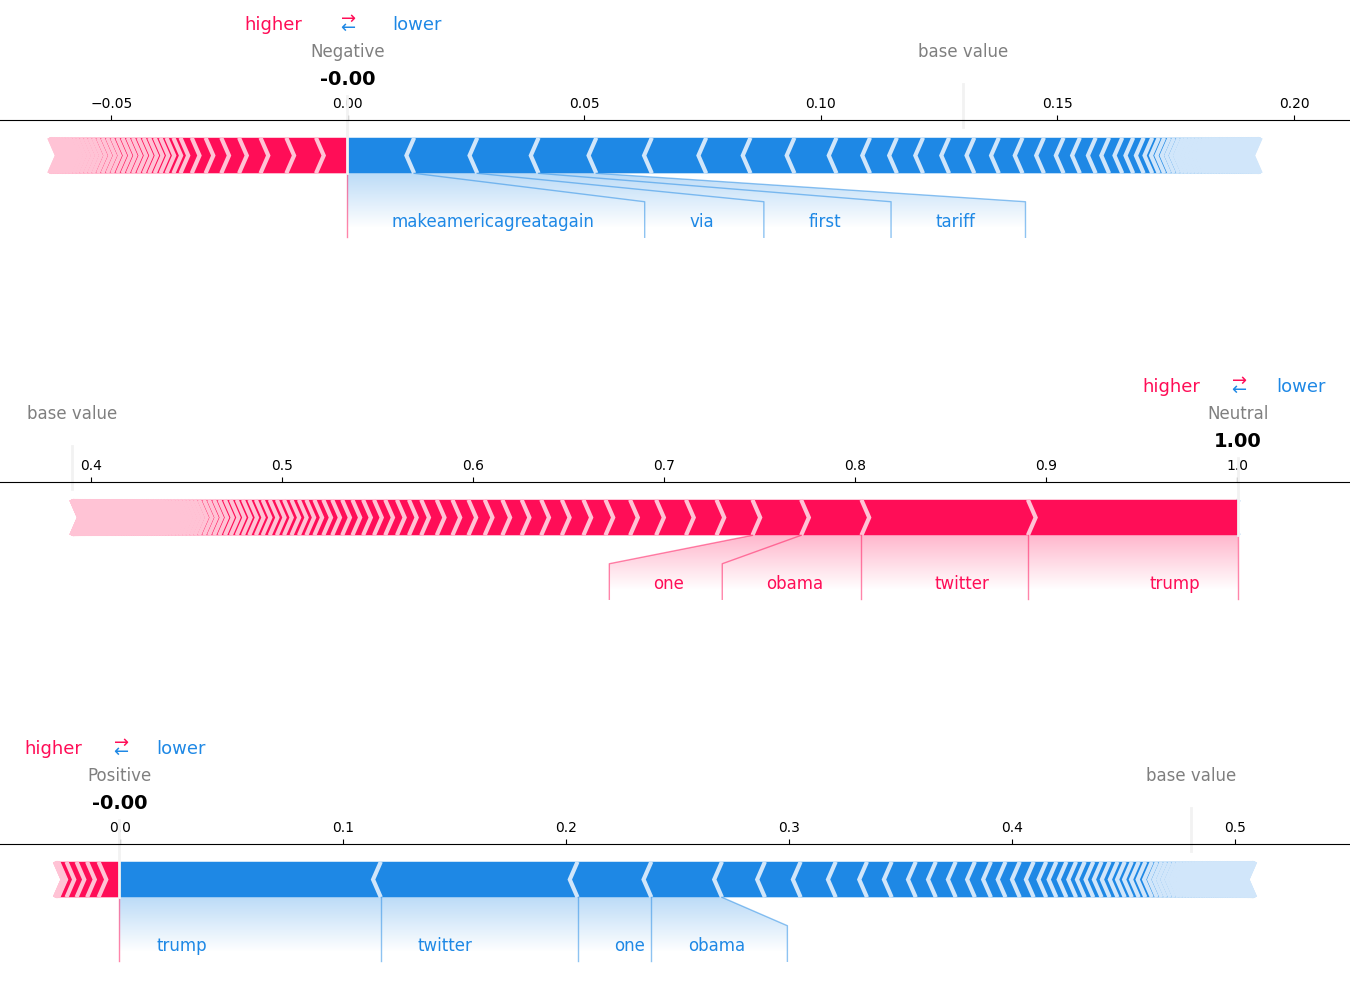 higher ⇄ lower
Negative base value
-0.00
−0.05 0.00 0.05 0.10 0.15 0.20
makeamericagreatagain via first tariff
higher ⇄ lower
base value Neutral
1.00
0.4 0.5 0.6 0.7 0.8 0.9 1.0
one obama twitter trump
higher ⇄ lower
Positive base value
-0.00
0.0 0.1 0.2 0.3 0.4 0.5
trump twitter one obama